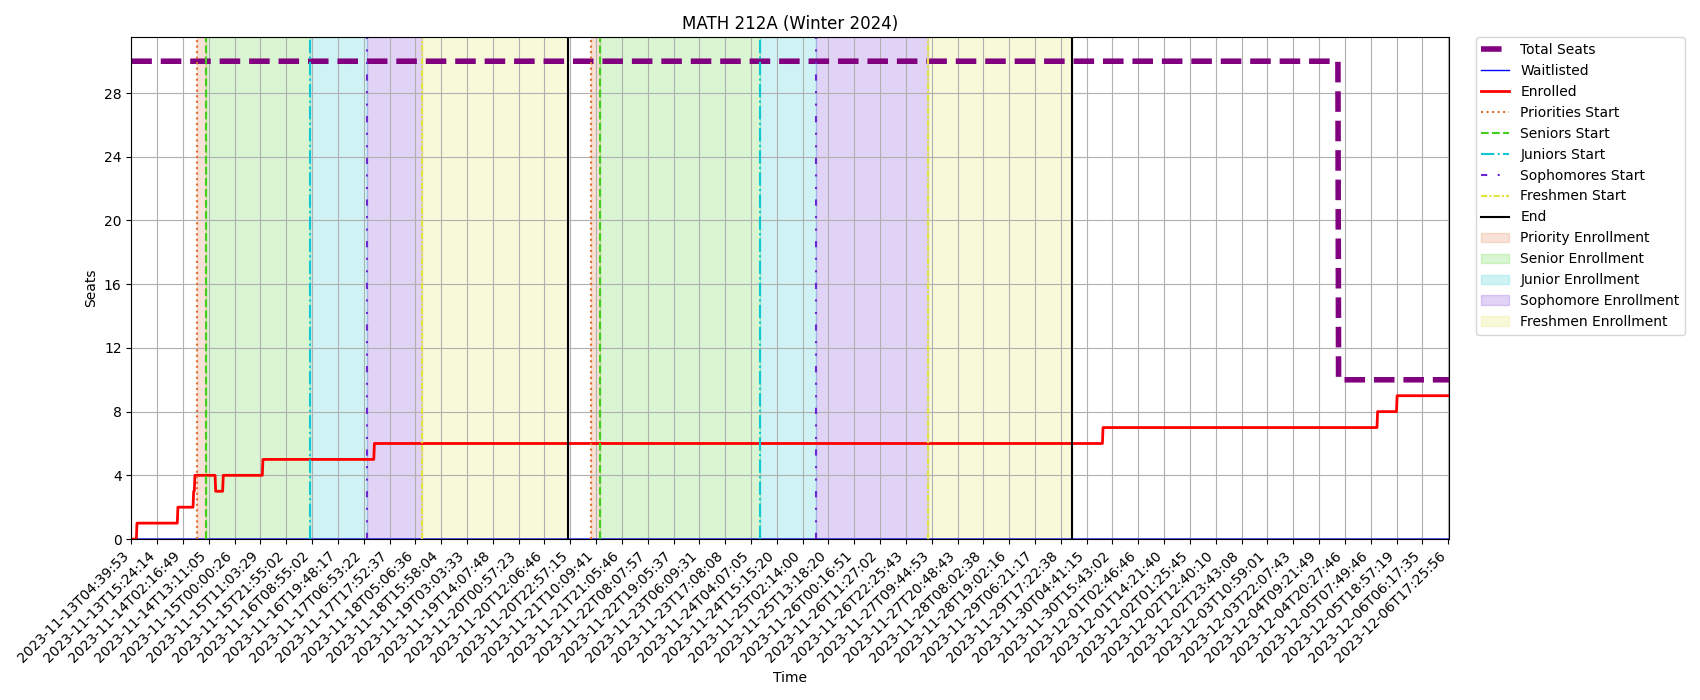 MATH 212A (Winter 2024)
Seats
28
24
20
16
12
8
4
0
2023-11-13T04:39:53
2023-11-13T15:24:14
2023-11-14T02:16:49
2023-11-14T13:11:05
2023-11-15T00:00:26
2023-11-15T11:03:29
2023-11-15T21:55:02
2023-11-16T08:55:02
2023-11-16T19:48:17
2023-11-17T06:53:22
2023-11-17T17:52:37
2023-11-18T05:06:36
2023-11-18T15:58:04
2023-11-19T03:03:33
2023-11-19T14:07:48
2023-11-20T00:57:23
2023-11-20T12:06:46
2023-11-20T22:57:15
2023-11-21T10:09:41
2023-11-21T21:05:46
2023-11-22T08:07:57
2023-11-22T19:05:37
2023-11-23T06:09:31
2023-11-23T17:08:08
2023-11-24T04:07:05
2023-11-24T15:15:20
2023-11-25T02:14:00
2023-11-25T13:18:20
2023-11-26T00:16:51
2023-11-26T11:27:02
2023-11-26T22:25:43
2023-11-27T09:44:53
2023-11-27T20:48:43
2023-11-28T08:02:38
2023-11-28T19:02:16
2023-11-29T06:21:17
2023-11-29T17:22:38
2023-11-30T04:41:15
2023-11-30T15:43:02
2023-12-01T02:46:46
2023-12-01T14:21:40
2023-12-02T01:25:45
2023-12-02T12:40:10
2023-12-02T23:43:08
2023-12-03T10:59:01
2023-12-03T22:07:43
2023-12-04T09:21:49
2023-12-04T20:27:46
2023-12-05T07:49:46
2023-12-05T18:57:19
2023-12-06T06:17:35
2023-12-06T17:25:56
Time
Total Seats
Waitlisted
Enrolled
Priorities Start
Seniors Start
Juniors Start
Sophomores Start
Freshmen Start
End
Priority Enrollment
Senior Enrollment
Junior Enrollment
Sophomore Enrollment
Freshmen Enrollment